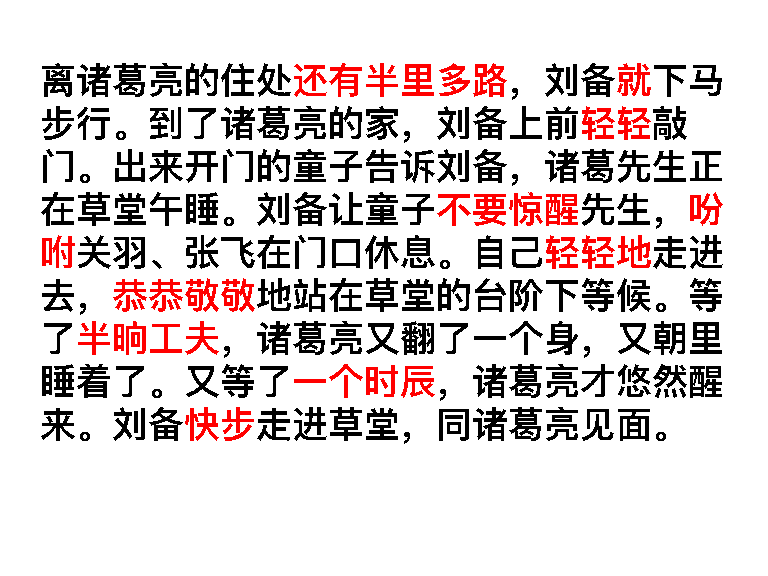 离诸葛亮的住处还有半里多路，刘备就下马
步行。到了诸葛亮的家，刘备上前轻轻敲
门。出来开门的童子告诉刘备，诸葛先生正
在草堂午睡。刘备让童子不要惊醒先生，吩
咐关羽、张飞在门口休息。自己轻轻地走进
去，恭恭敬敬地站在草堂的台阶下等候。等
了半晌工夫，诸葛亮又翻了一个身，又朝里
睡着了。又等了一个时辰，诸葛亮才悠然醒
来。刘备快步走进草堂，同诸葛亮见面。